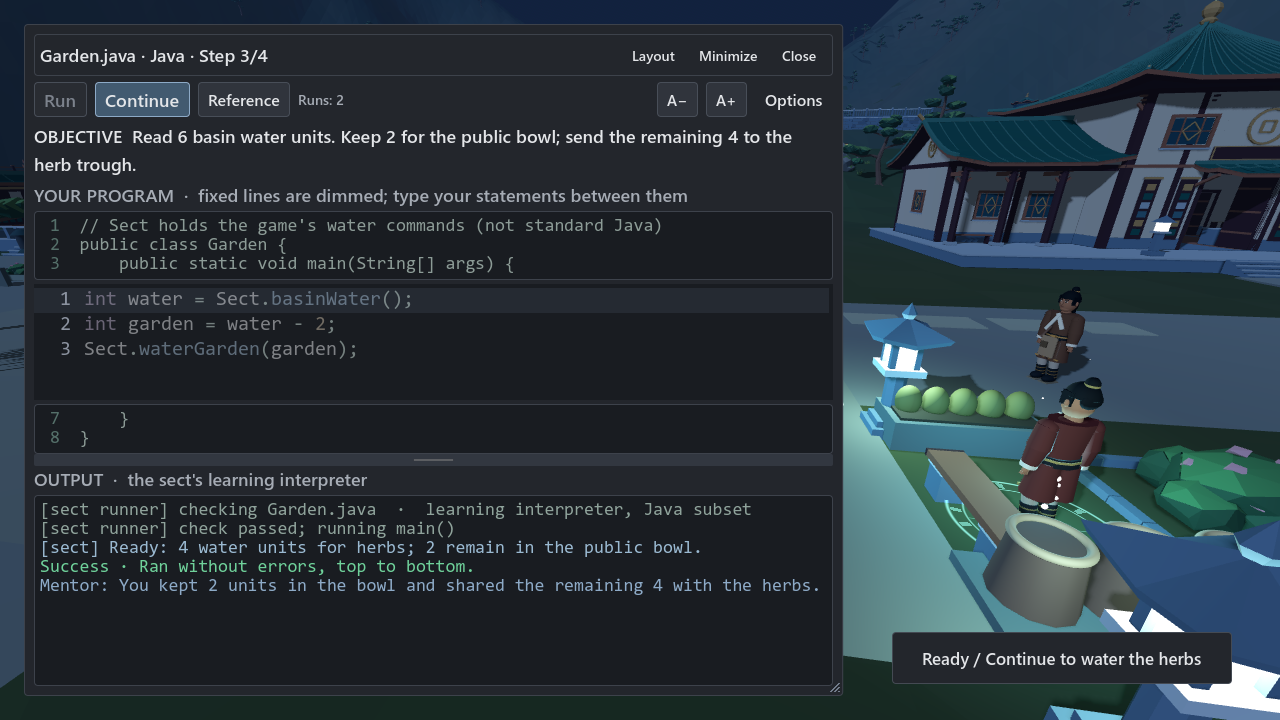 Garden.java · Java · Step 3/4
Layout
Minimize
Close
Run
Continue
Reference
Runs: 2
A−
A+
Options
OBJECTIVE Read 6 basin water units. Keep 2 for the public bowl; send the remaining 4 to the
herb trough.
YOUR PROGRAM · fixed lines are dimmed; type your statements between them
1 // Sect holds the game's water commands (not standard Java)
2 public class Garden {
3     public static void main(String[] args) {
1 int water = Sect.basinWater();
2 int garden = water - 2;
3 Sect.waterGarden(garden);
7     }
8 }
OUTPUT · the sect's learning interpreter
[sect runner] checking Garden.java  ·  learning interpreter, Java subset
[sect runner] check passed; running main()
[sect] Ready: 4 water units for herbs; 2 remain in the public bowl.
Success · Ran without errors, top to bottom.
Mentor: You kept 2 units in the bowl and shared the remaining 4 with the herbs.
Ready / Continue to water the herbs